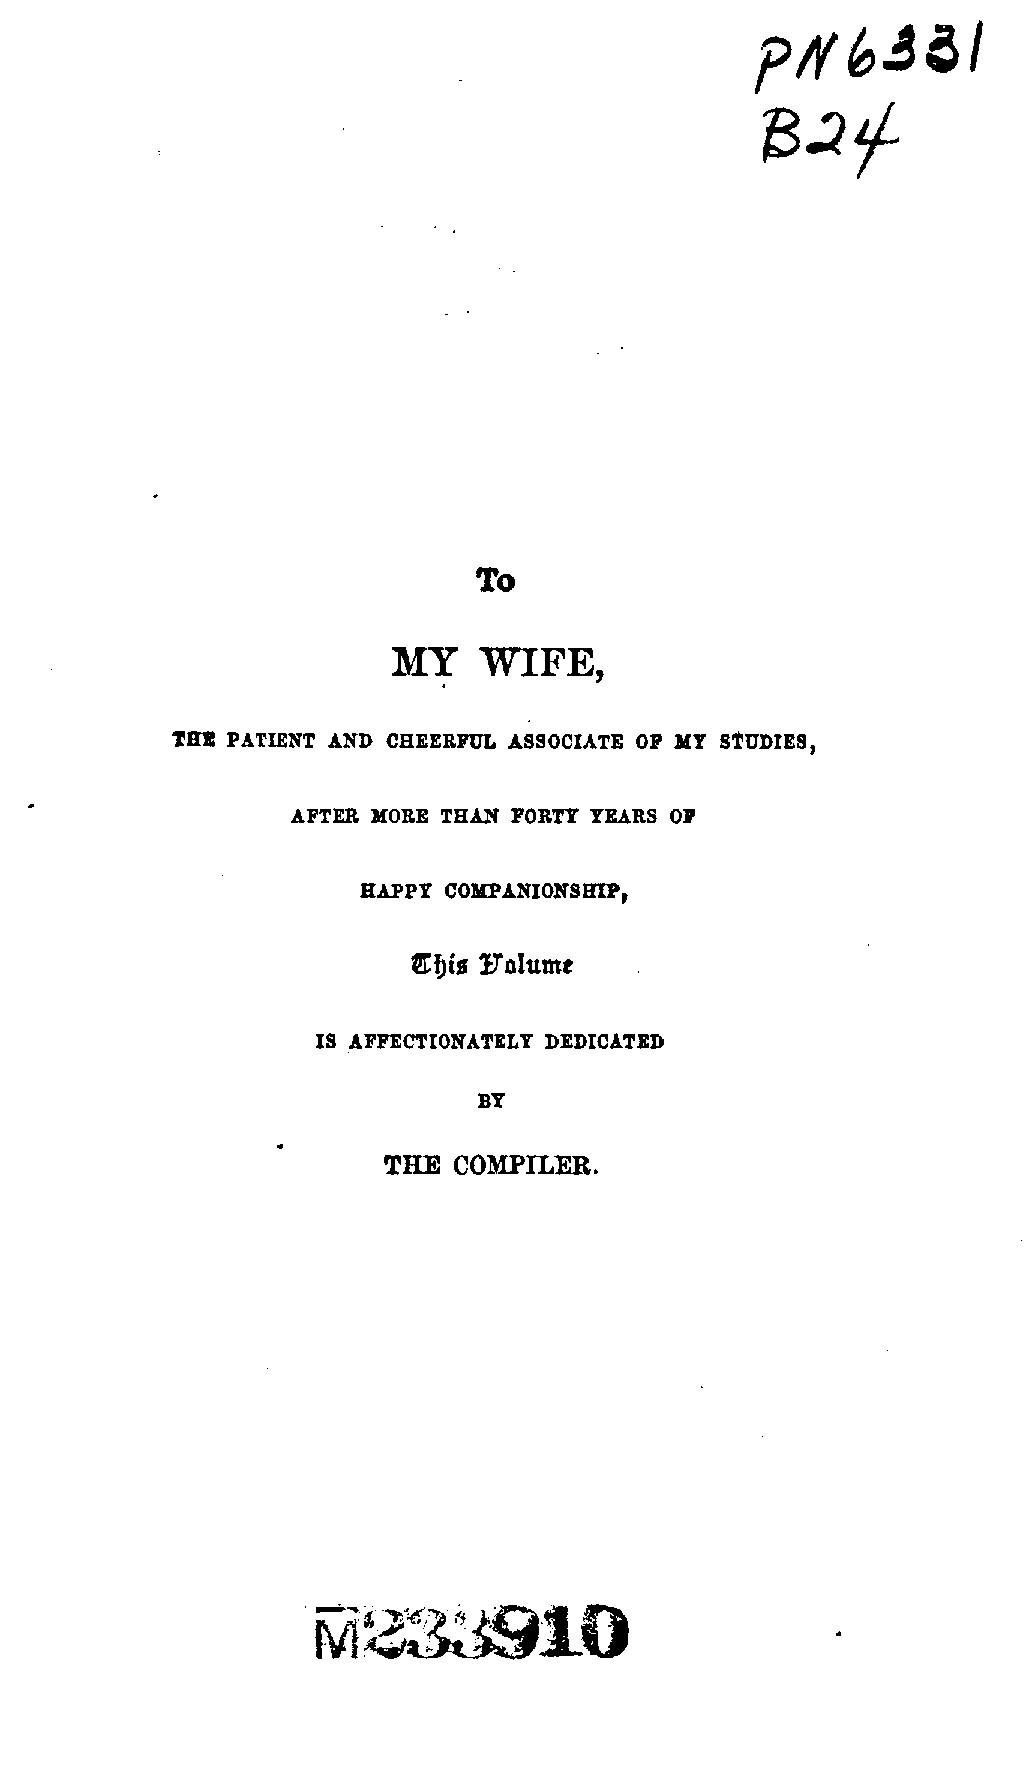 PN6331
B24
To
MY WIFE,
THE PATIENT AND CHEERFUL ASSOCIATE OF MY STUDIES,
AFTER MORE THAN FORTY YEARS OF
HAPPY COMPANIONSHIP,
This Volume
IS AFFECTIONATELY DEDICATED
BY
THE COMPILER.
M233910